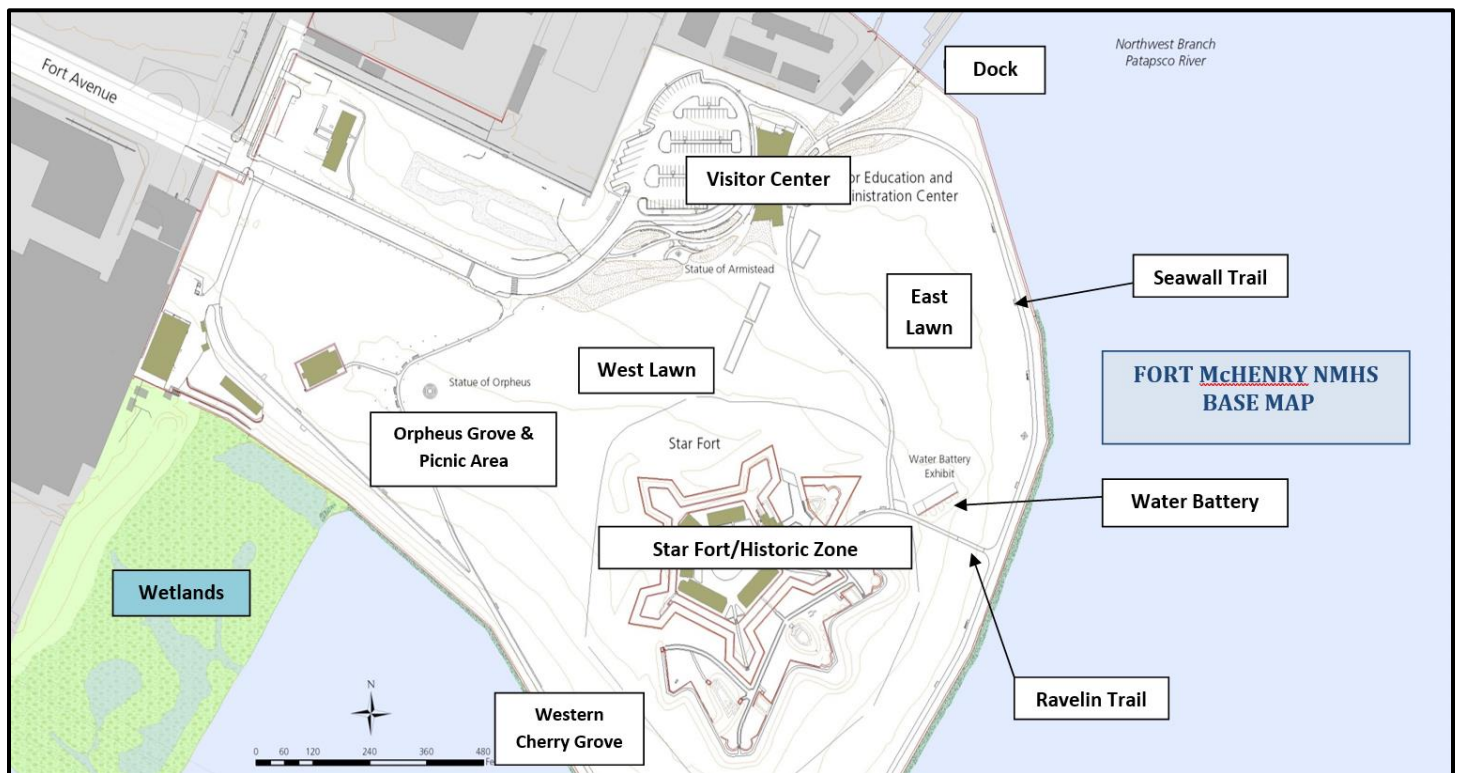 Northwest Branch
Patapsco River
Dock
Fort Avenue
Visitor Center
or Education and
inistration Center
Statue of Armistead
Seawall Trail
East
Lawn
West Lawn
FORT McHENRY NMHS
BASE MAP
Statue of Orpheus
Orpheus Grove &
Picnic Area
Star Fort
Water Battery
Exhibit
Water Battery
Star Fort/Historic Zone
Wetlands
Ravelin Trail
N
Western
Cherry Grove
0 60 120 240 360 480
Fe